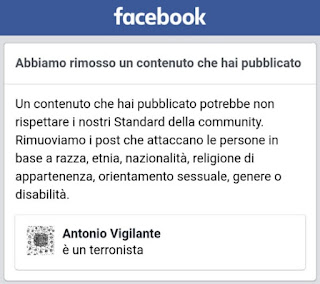 facebook
Abbiamo rimosso un contenuto che hai pubblicato
Un contenuto che hai pubblicato potrebbe non
rispettare i nostri Standard della community.
Rimuoviamo i post che attaccano le persone in
base a razza, etnia, nazionalità, religione di
appartenenza, orientamento sessuale, genere o
disabilità.
Antonio Vigilante
è un terronista